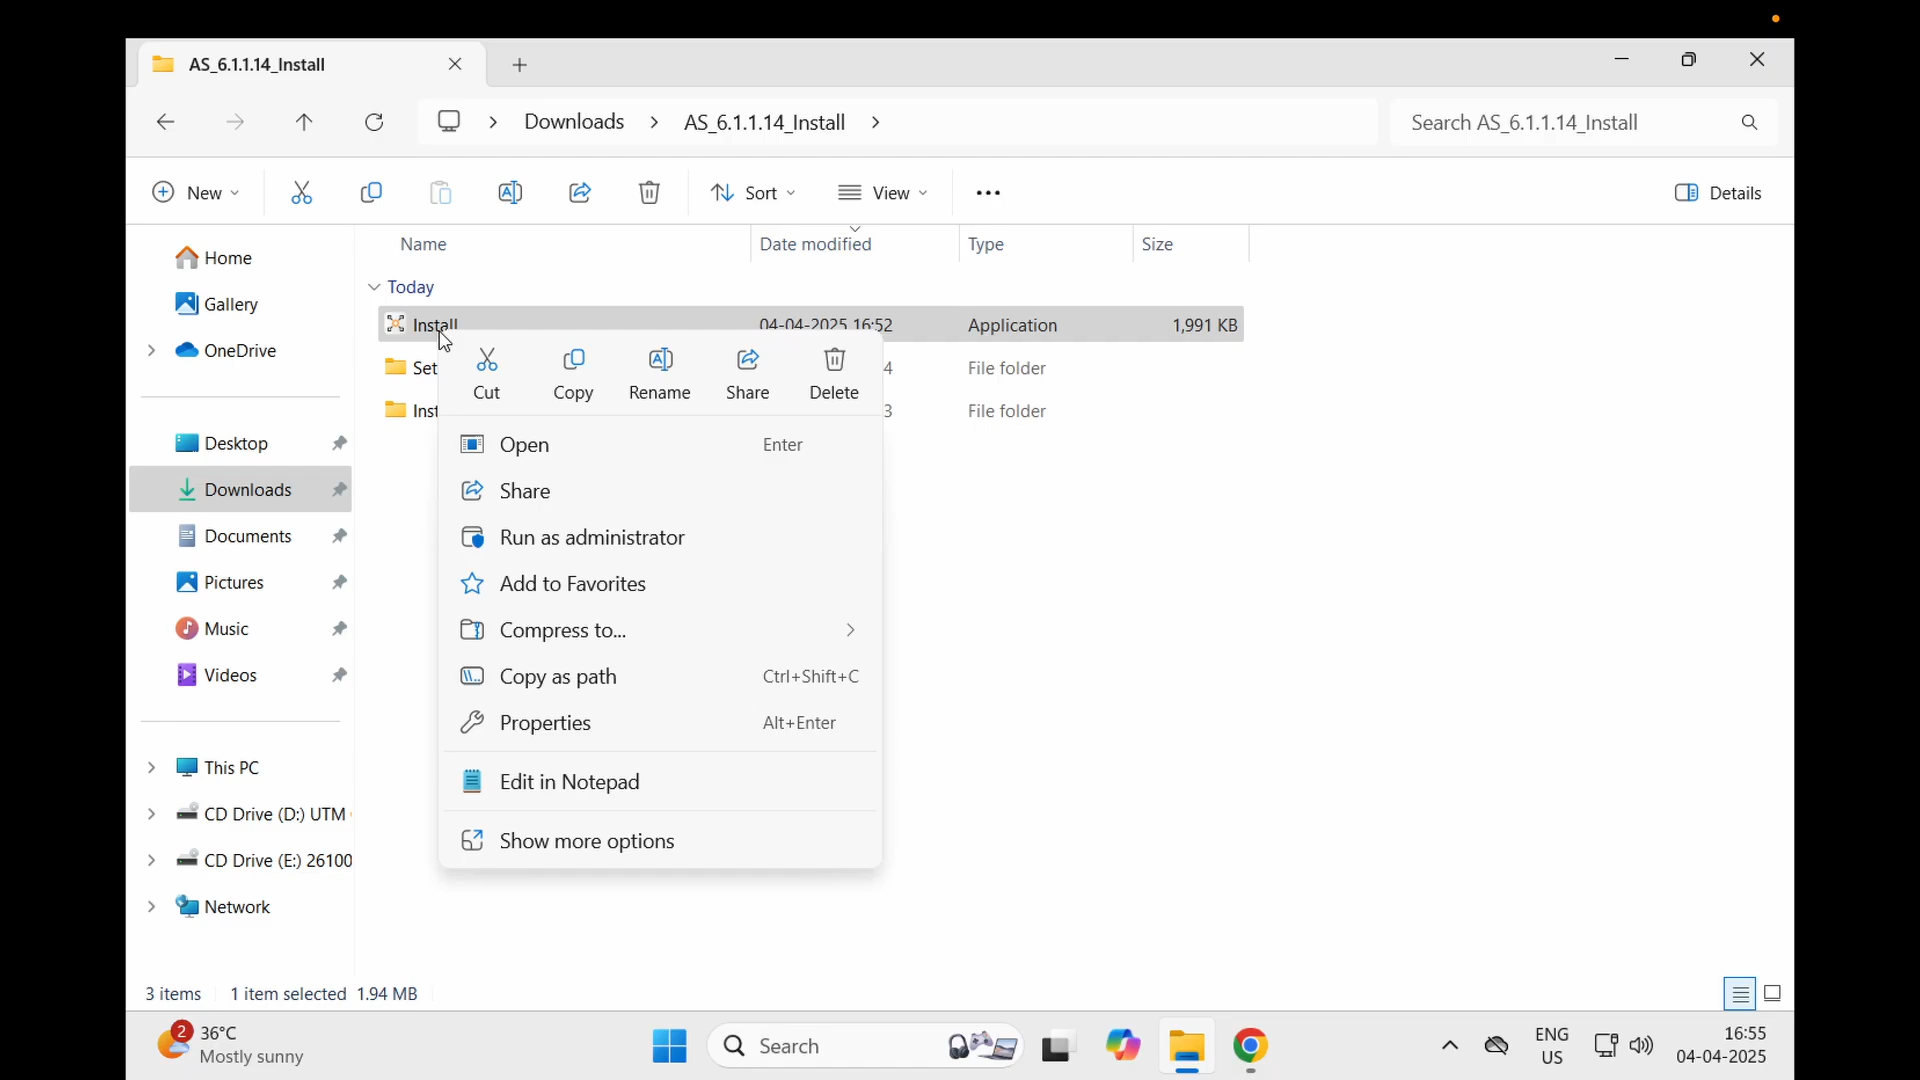 AS_6.1.1.14_Install
Downloads > AS_6.1.1.14_Install >
Search AS_6.1.1.14_Install
New
Sort
View
Details
Name
Date modified
Type
Size
Home
Gallery
OneDrive
Desktop
Downloads
Documents
Pictures
Music
Videos
This PC
CD Drive (D:) UTM
CD Drive (E:) 26100
Network
Today
Install 04-04-2025 16:52 Application 1,991 KB
Set 4 File folder
Inst 3 File folder
Cut
Copy
Rename
Share
Delete
Open Enter
Share
Run as administrator
Add to Favorites
Compress to...
Copy as path Ctrl+Shift+C
Properties Alt+Enter
Edit in Notepad
Show more options
3 items 1 item selected 1.94 MB
2
36°C
Mostly sunny
Search
ENG
US
16:55
04-04-2025